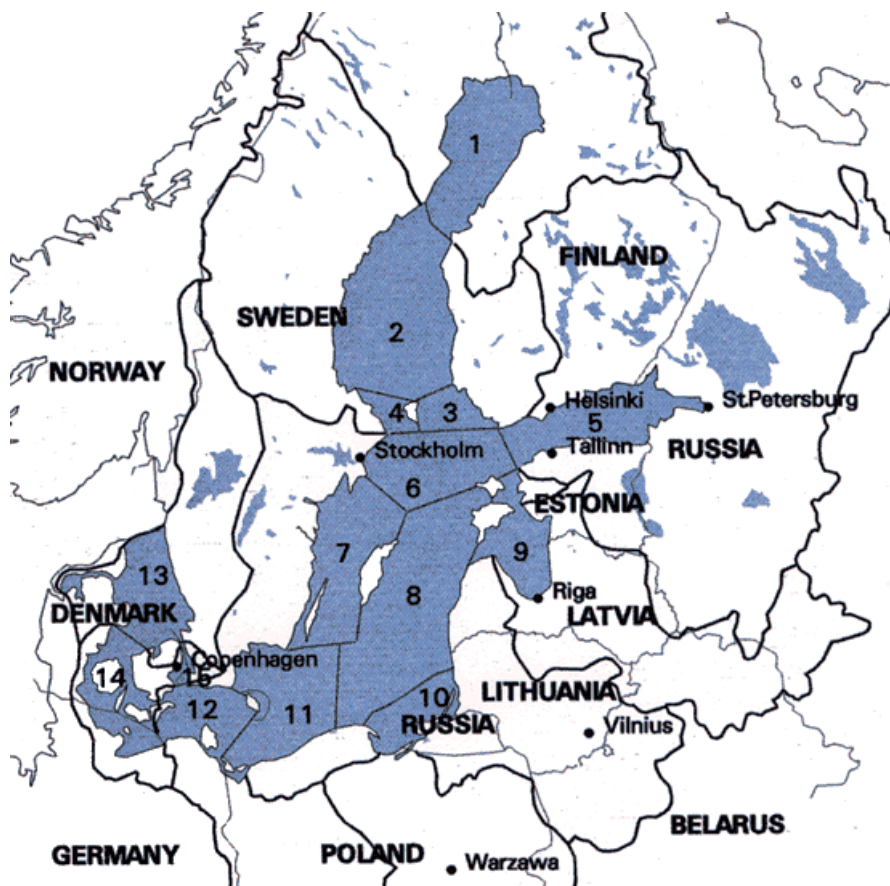 1
FINLAND
SWEDEN
2
NORWAY
4
3
Helsinki
St.Petersburg
5
Stockholm
Tallinn
RUSSIA
6
ESTONIA
7
9
13
8
Riga
DENMARK
LATVIA
Copenhagen
14
15
LITHUANIA
10
12
11
RUSSIA
Vilnius
BELARUS
GERMANY
POLAND
Warzawa